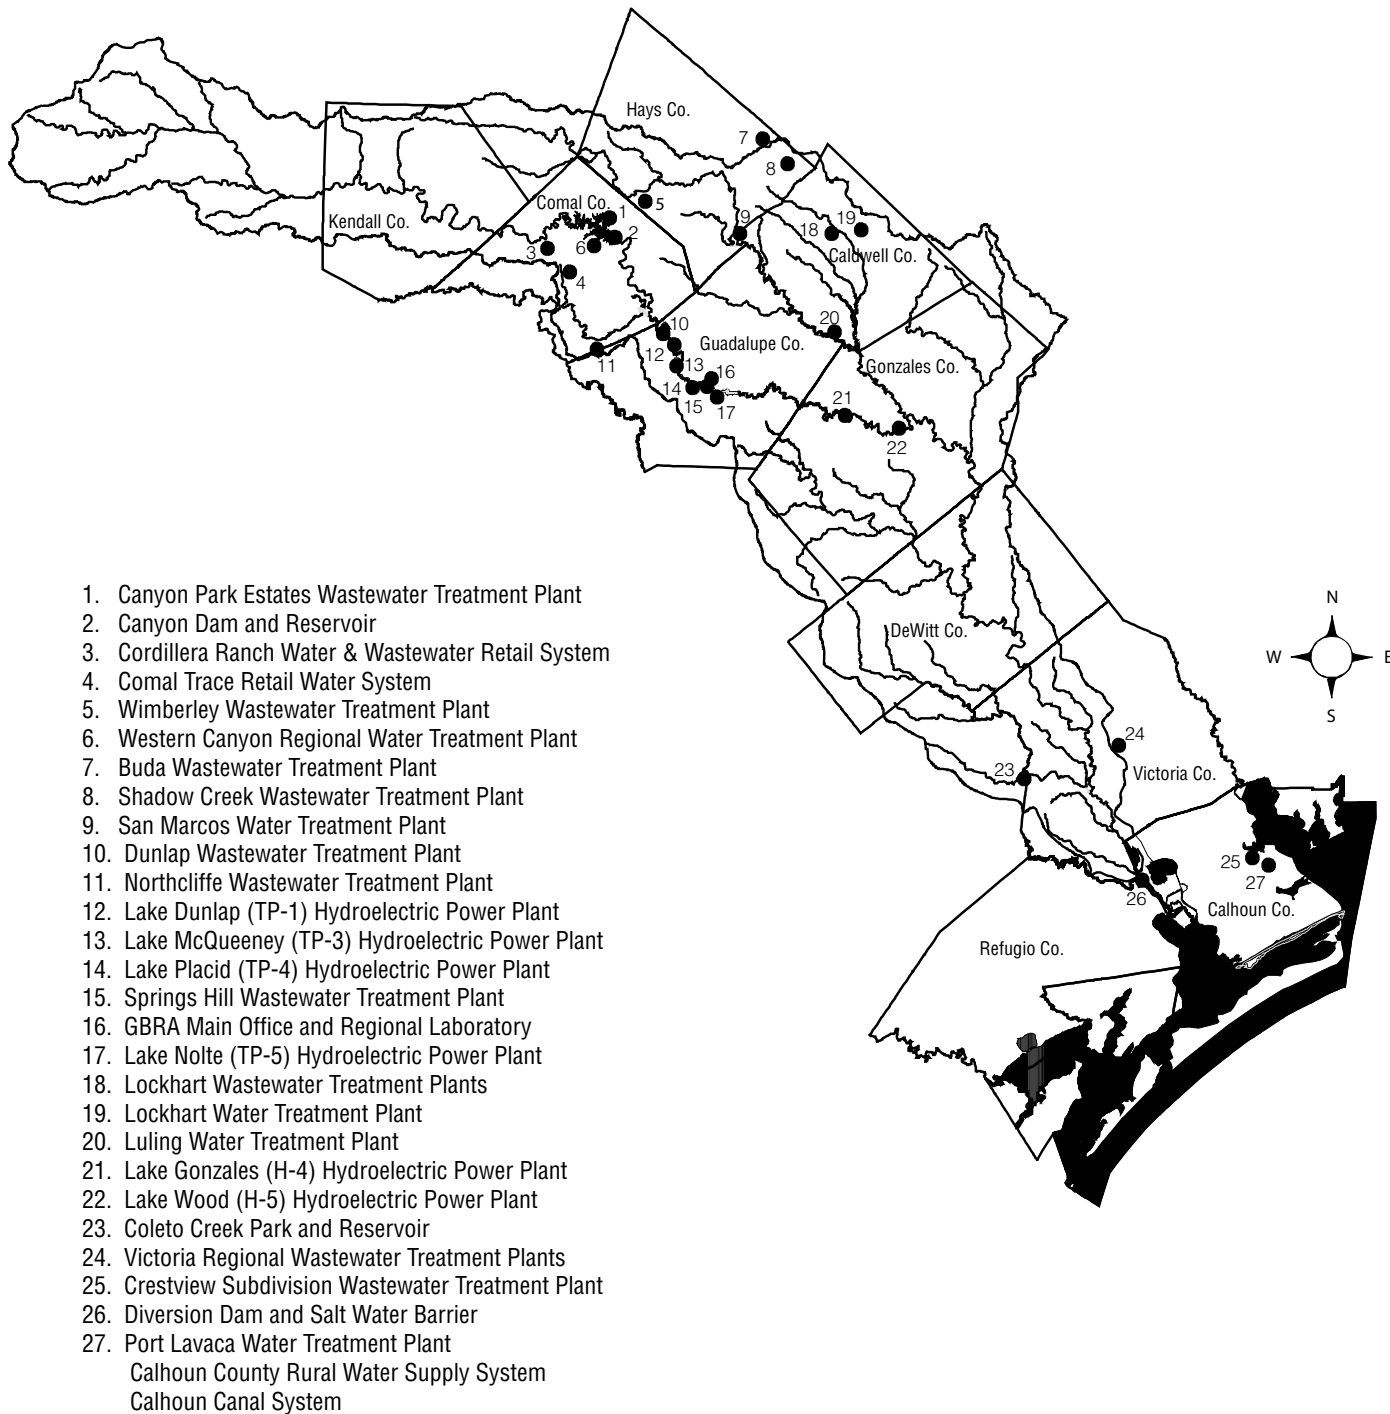 Hays Co.
7
8
Comal Co.
1
5
Kendall Co.
2
9
18
19
3
6
Caldwell Co.
4
10
20
Guadalupe Co.
12
11
13
16
Gonzales Co.
14
15
17
21
22
1. Canyon Park Estates Wastewater Treatment Plant
2. Canyon Dam and Reservoir
3. Cordillera Ranch Water & Wastewater Retail System
4. Comal Trace Retail Water System
5. Wimberley Wastewater Treatment Plant
6. Western Canyon Regional Water Treatment Plant
7. Buda Wastewater Treatment Plant
8. Shadow Creek Wastewater Treatment Plant
9. San Marcos Water Treatment Plant
10. Dunlap Wastewater Treatment Plant
11. Northcliffe Wastewater Treatment Plant
12. Lake Dunlap (TP-1) Hydroelectric Power Plant
13. Lake McQueeney (TP-3) Hydroelectric Power Plant
14. Lake Placid (TP-4) Hydroelectric Power Plant
15. Springs Hill Wastewater Treatment Plant
16. GBRA Main Office and Regional Laboratory
17. Lake Nolte (TP-5) Hydroelectric Power Plant
18. Lockhart Wastewater Treatment Plants
19. Lockhart Water Treatment Plant
20. Luling Water Treatment Plant
21. Lake Gonzales (H-4) Hydroelectric Power Plant
22. Lake Wood (H-5) Hydroelectric Power Plant
23. Coleto Creek Park and Reservoir
24. Victoria Regional Wastewater Treatment Plants
25. Crestview Subdivision Wastewater Treatment Plant
26. Diversion Dam and Salt Water Barrier
27. Port Lavaca Water Treatment Plant
Calhoun County Rural Water Supply System
Calhoun Canal System
N
W
E
S
DeWitt Co.
24
23
Victoria Co.
25
27
26
Calhoun Co.
Refugio Co.